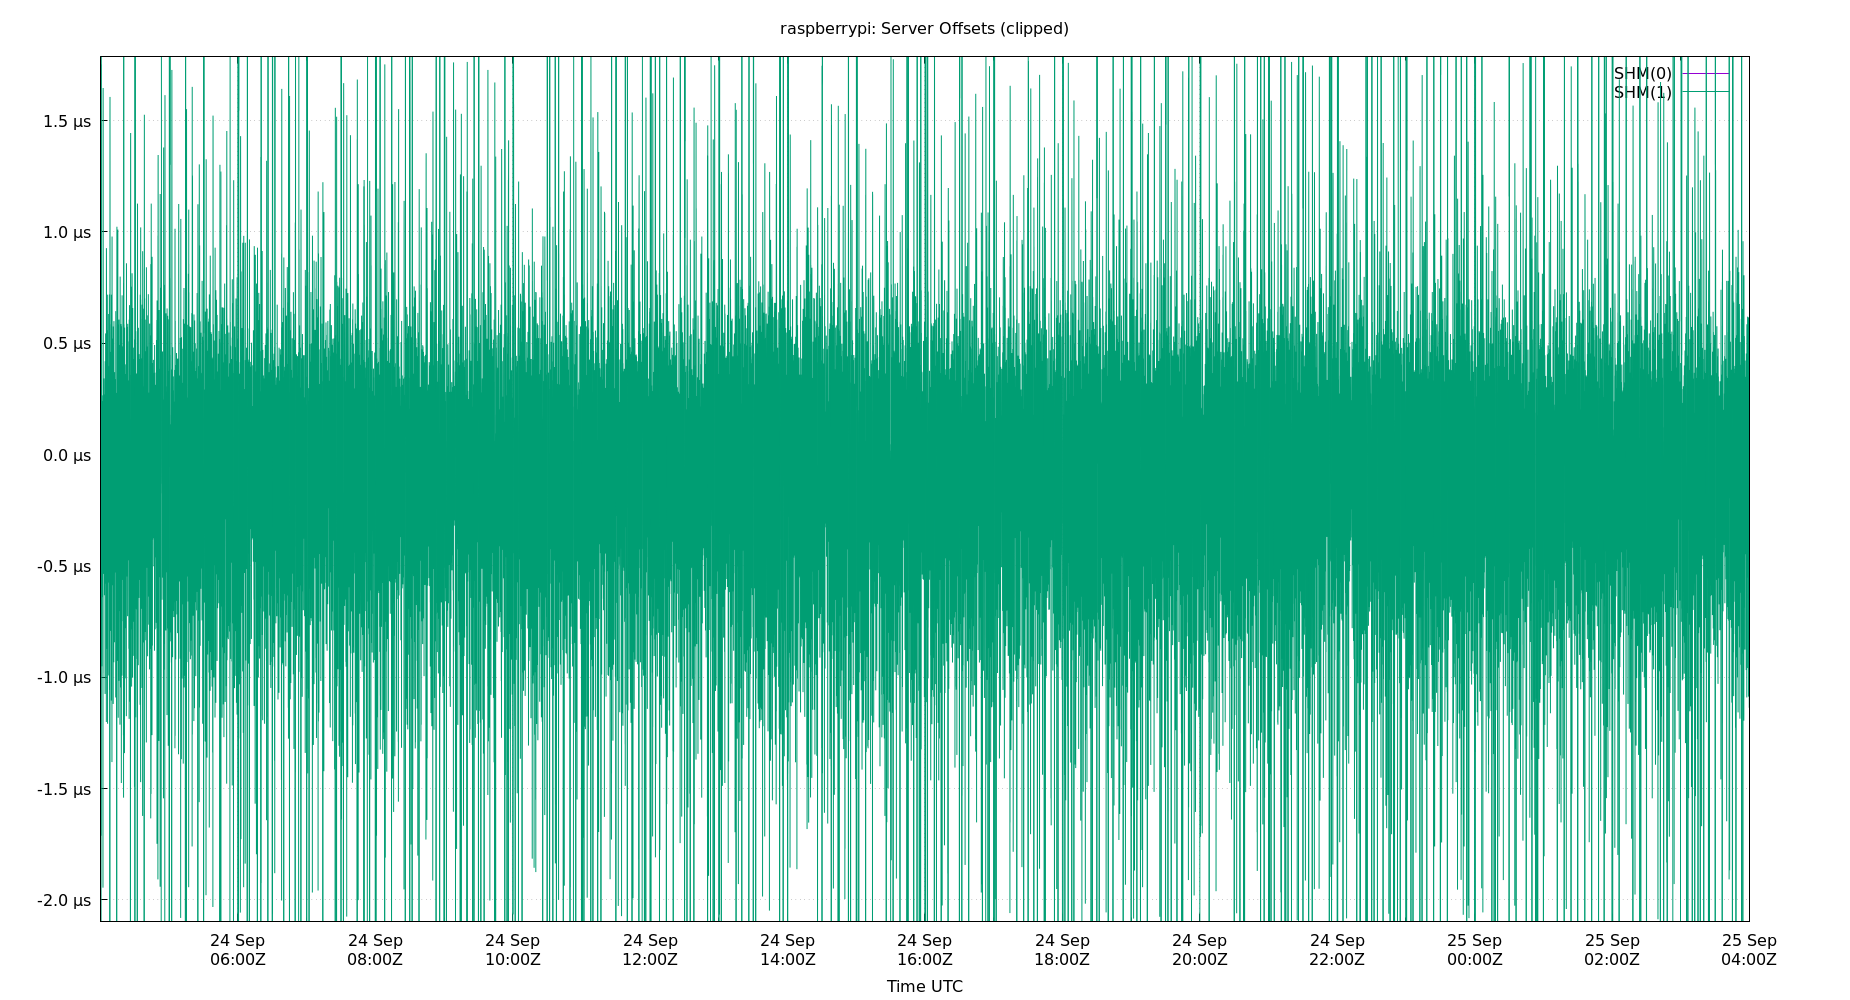 raspberrypi: Server Offsets (clipped)
SHM(0)
SHM(1)
1.5 µs
1.0 µs
0.5 µs
0.0 µs
-0.5 µs
-1.0 µs
-1.5 µs
-2.0 µs
24 Sep 24 Sep 24 Sep 24 Sep 24 Sep 24 Sep 24 Sep 24 Sep 24 Sep 25 Sep 25 Sep 25 Sep
06:00Z 08:00Z 10:00Z 12:00Z 14:00Z 16:00Z 18:00Z 20:00Z 22:00Z 00:00Z 02:00Z 04:00Z
Time UTC